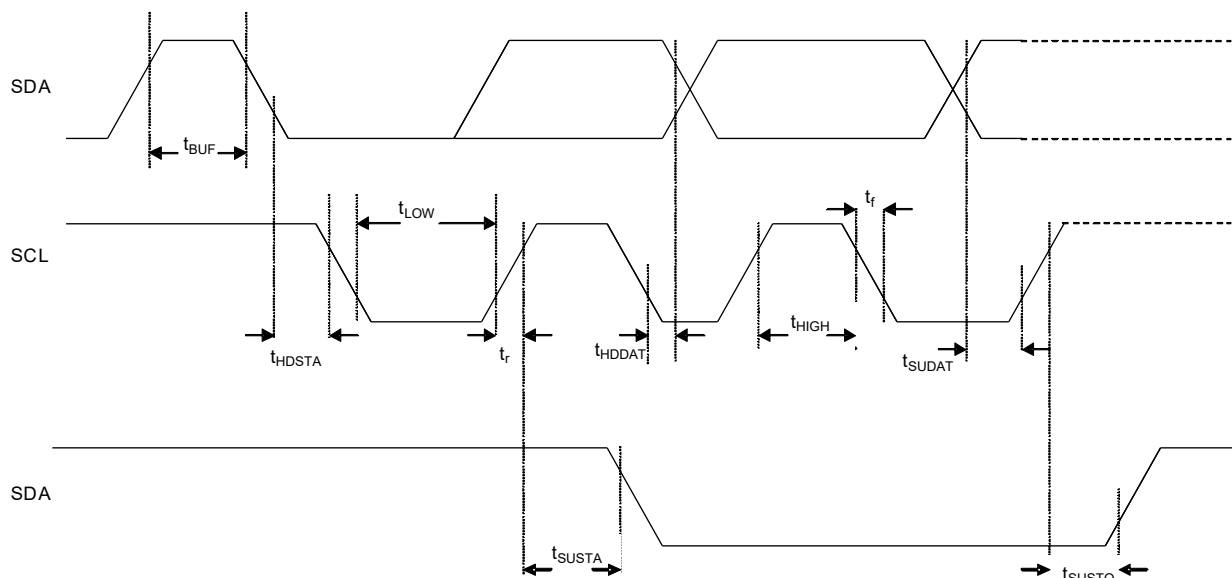 SDA
tBUF
tLOW
tf
SCL
tHDSTA
tr
tHDDAT
tHIGH
tSUDAT
SDA
tSUSTA
tSUSTO